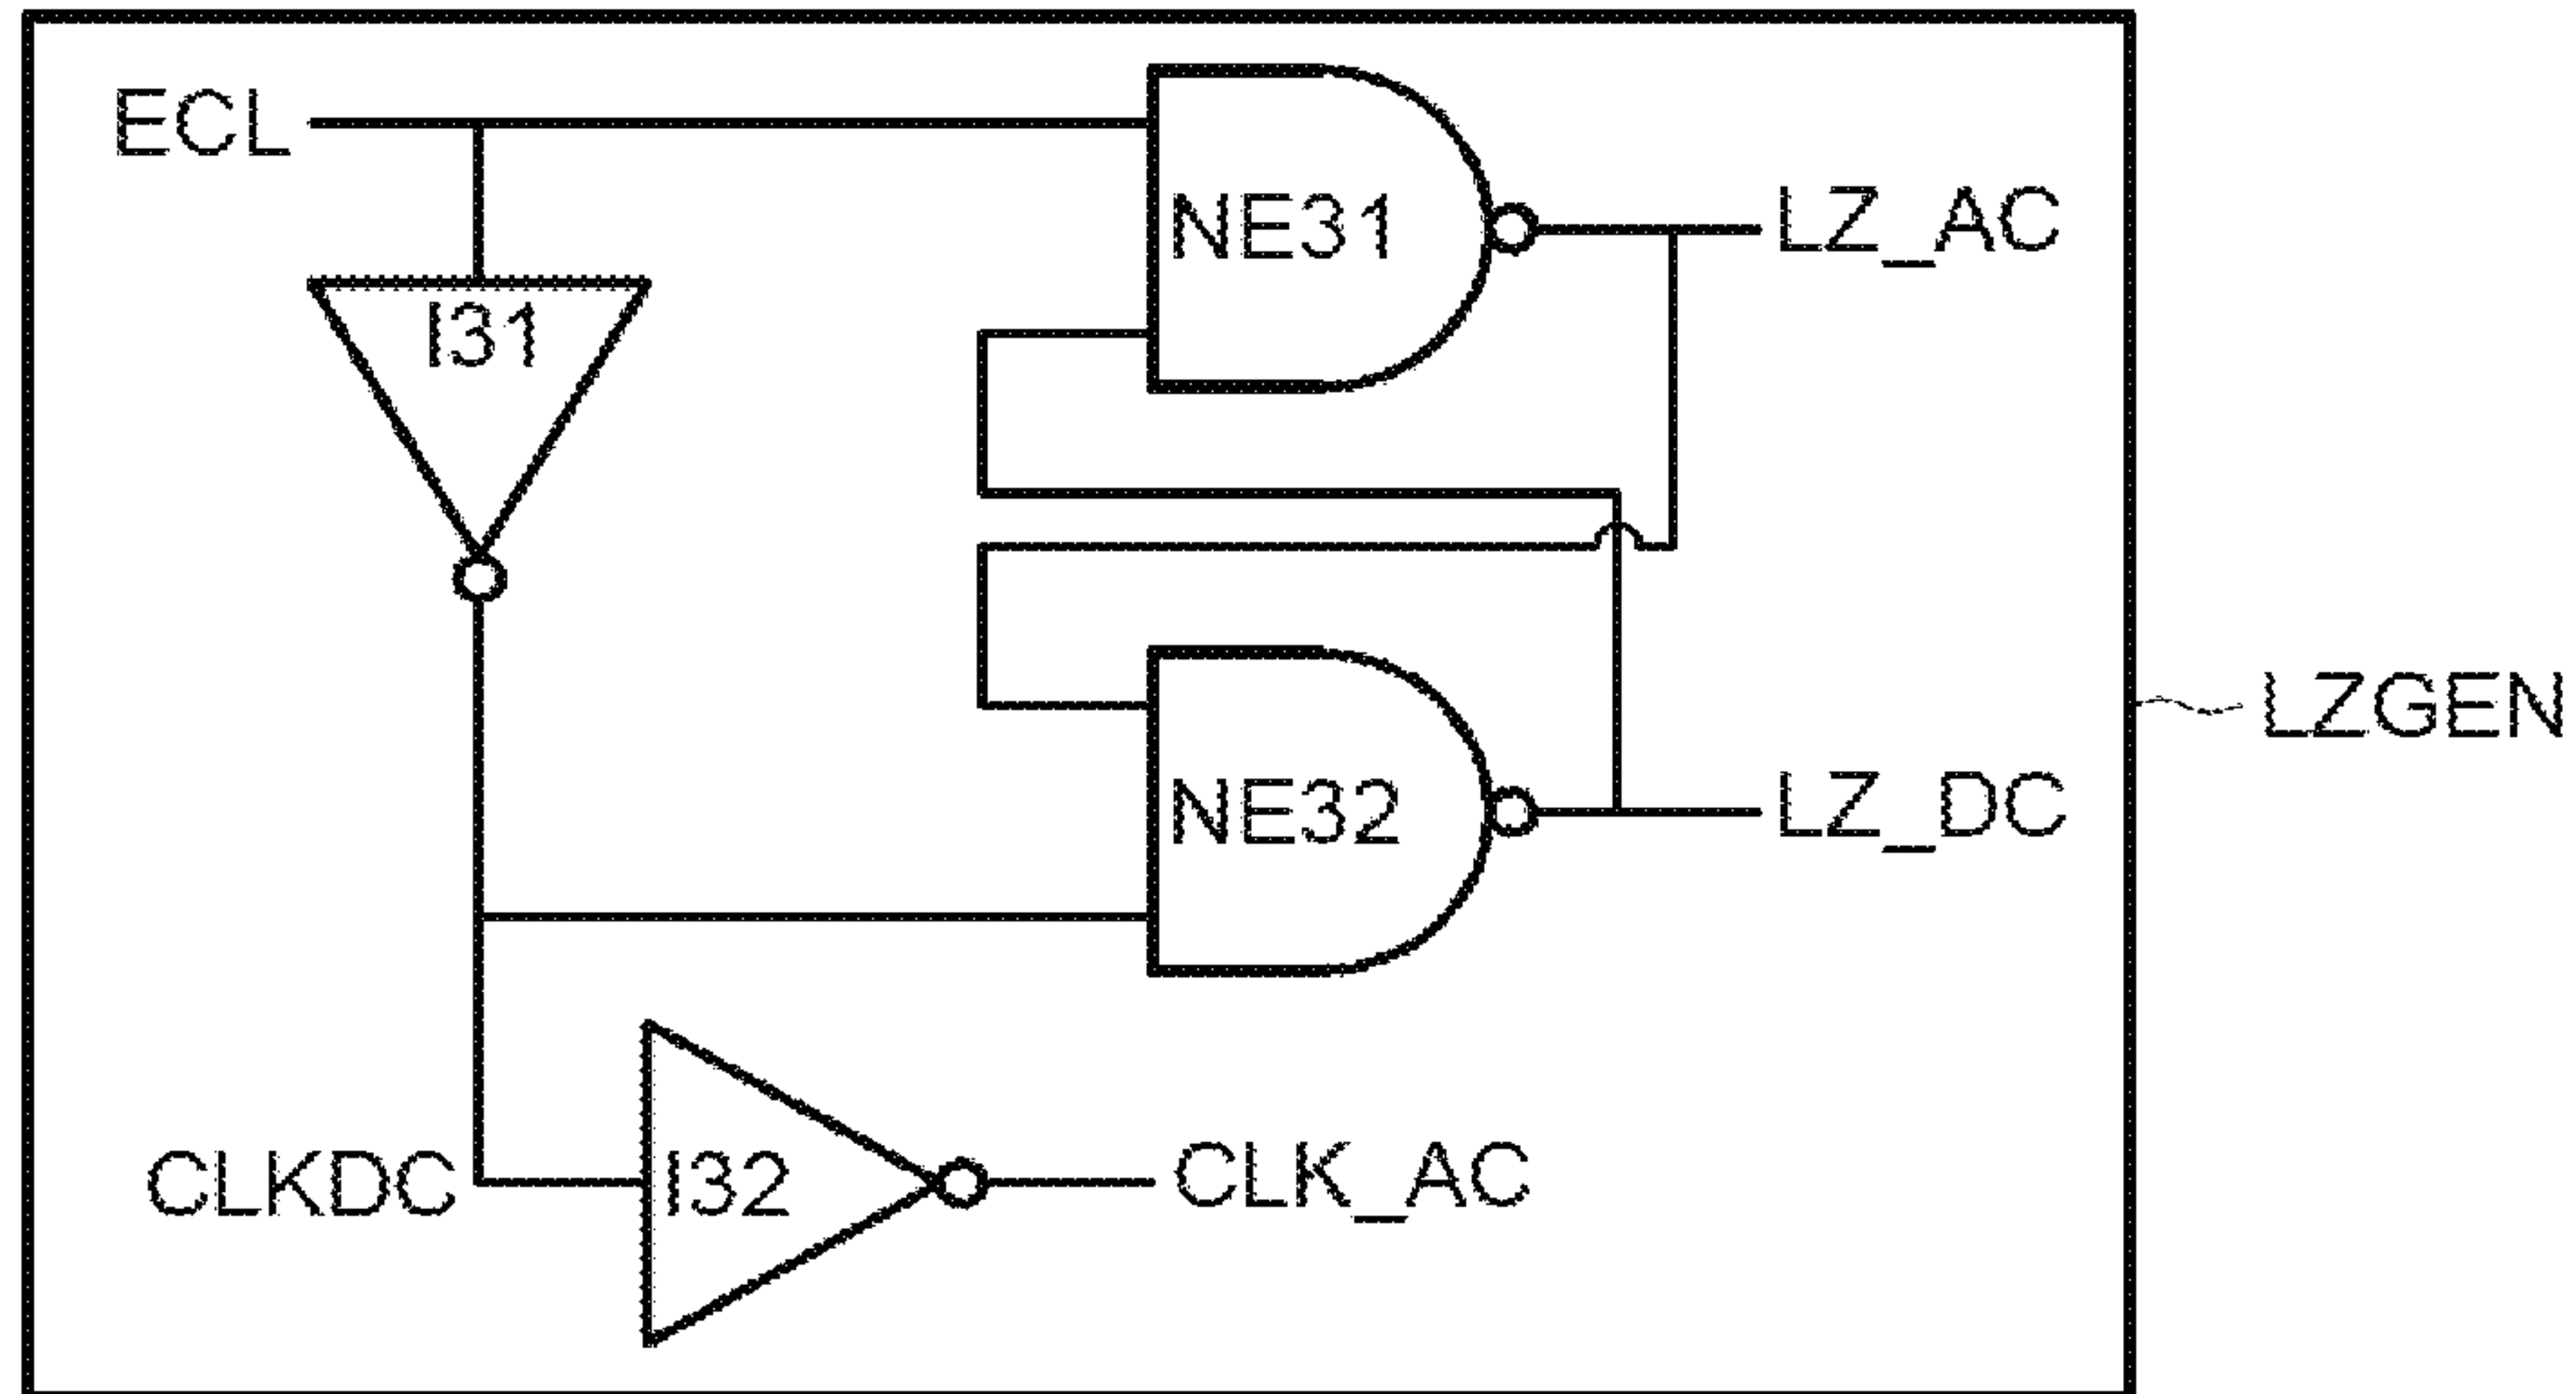 ECL
NE31
LZ_AC
I31
LZGEN
NE32
LZ_DC
CLKDC
I32
CLK_AC